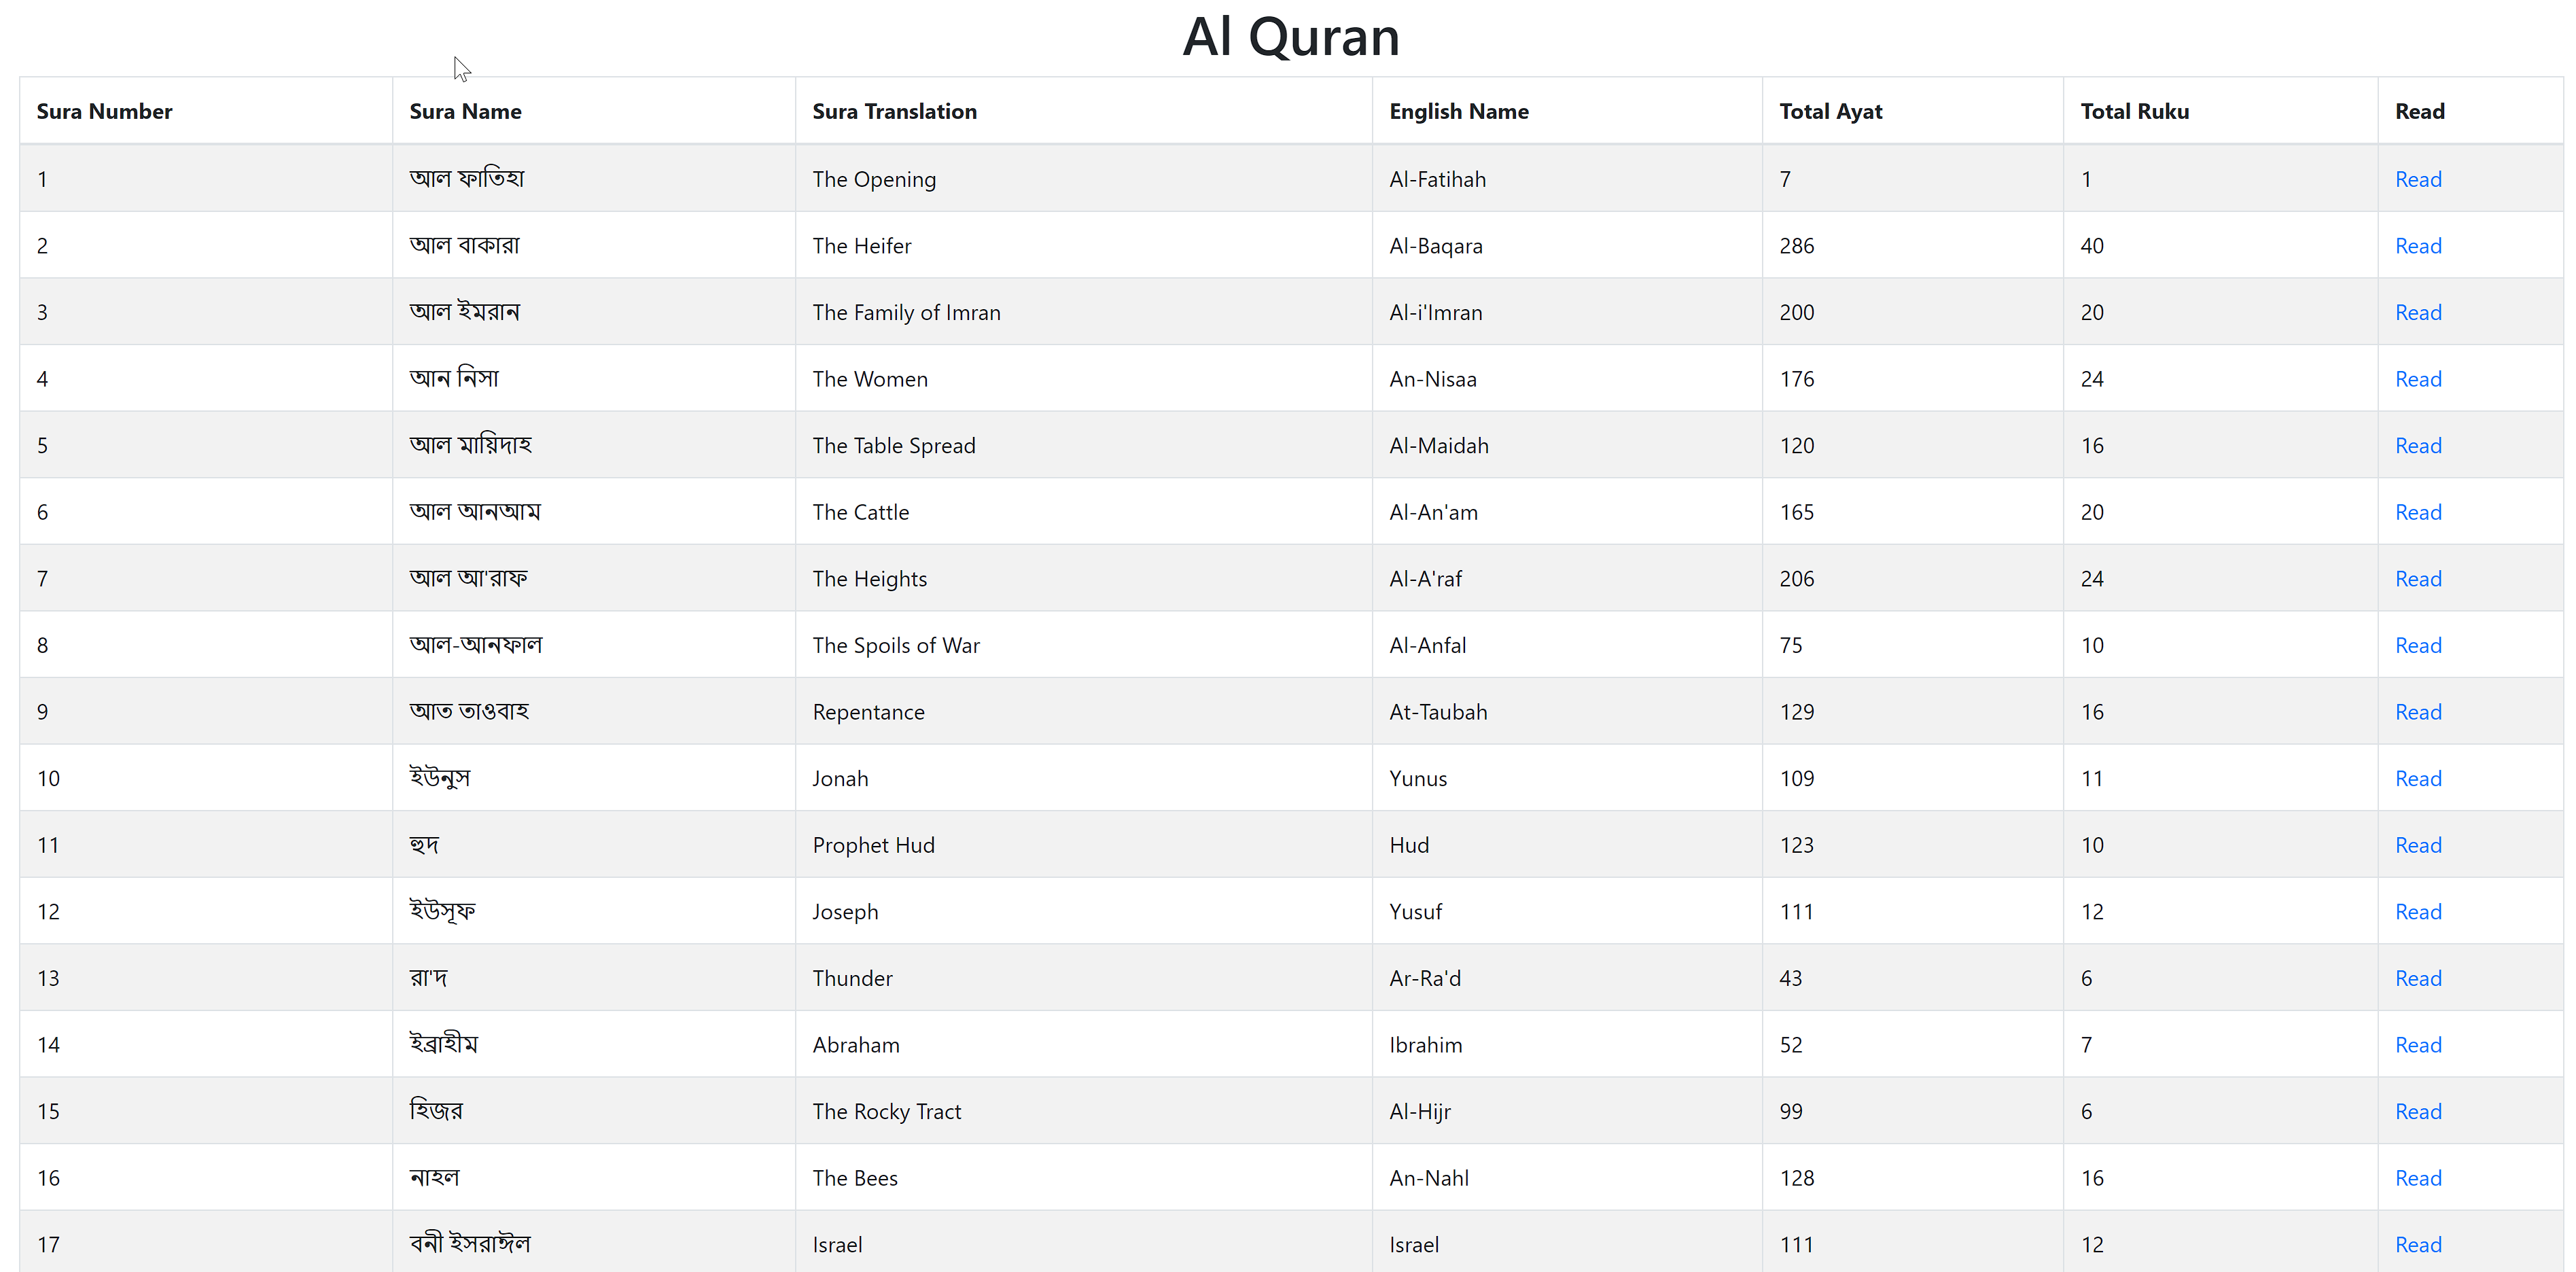 Al Quran
Sura Number Sura Name Sura Translation English Name Total Ayat Total Ruku Read
1 আল ফাতিহা The Opening Al-Fatihah 7 1 Read
2 আল বাকারা The Heifer Al-Baqara 286 40 Read
3 আল ইমরান The Family of Imran Al-i'Imran 200 20 Read
4 আন নিসা The Women An-Nisaa 176 24 Read
5 আল মায়িদাহ The Table Spread Al-Maidah 120 16 Read
6 আল আনআম The Cattle Al-An'am 165 20 Read
7 আল আ'রাফ The Heights Al-A'raf 206 24 Read
8 আল-আনফাল The Spoils of War Al-Anfal 75 10 Read
9 আত তাওবাহ Repentance At-Taubah 129 16 Read
10 ইউনুস Jonah Yunus 109 11 Read
11 হুদ Prophet Hud Hud 123 10 Read
12 ইউসূফ Joseph Yusuf 111 12 Read
13 রা'দ Thunder Ar-Ra'd 43 6 Read
14 ইব্রাহীম Abraham Ibrahim 52 7 Read
15 হিজর The Rocky Tract Al-Hijr 99 6 Read
16 নাহল The Bees An-Nahl 128 16 Read
17 বনী ইসরাঈল Israel Israel 111 12 Read